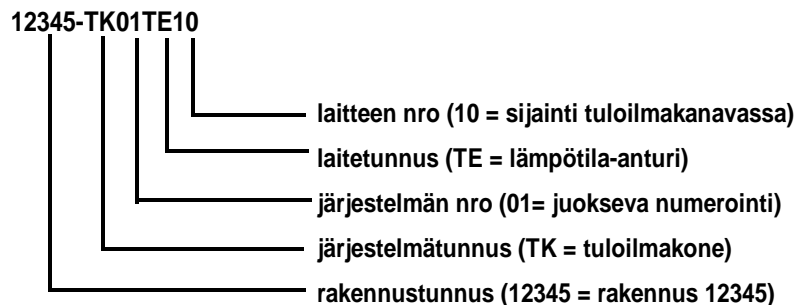 12345-TK01TE10
laitteen nro (10 = sijainti tuloilmakanavassa)
laitetunnus (TE = lämpötila-anturi)
järjestelmän nro (01= juokseva numerointi)
järjestelmätunnus (TK = tuloilmakone)
rakennustunnus (12345 = rakennus 12345)